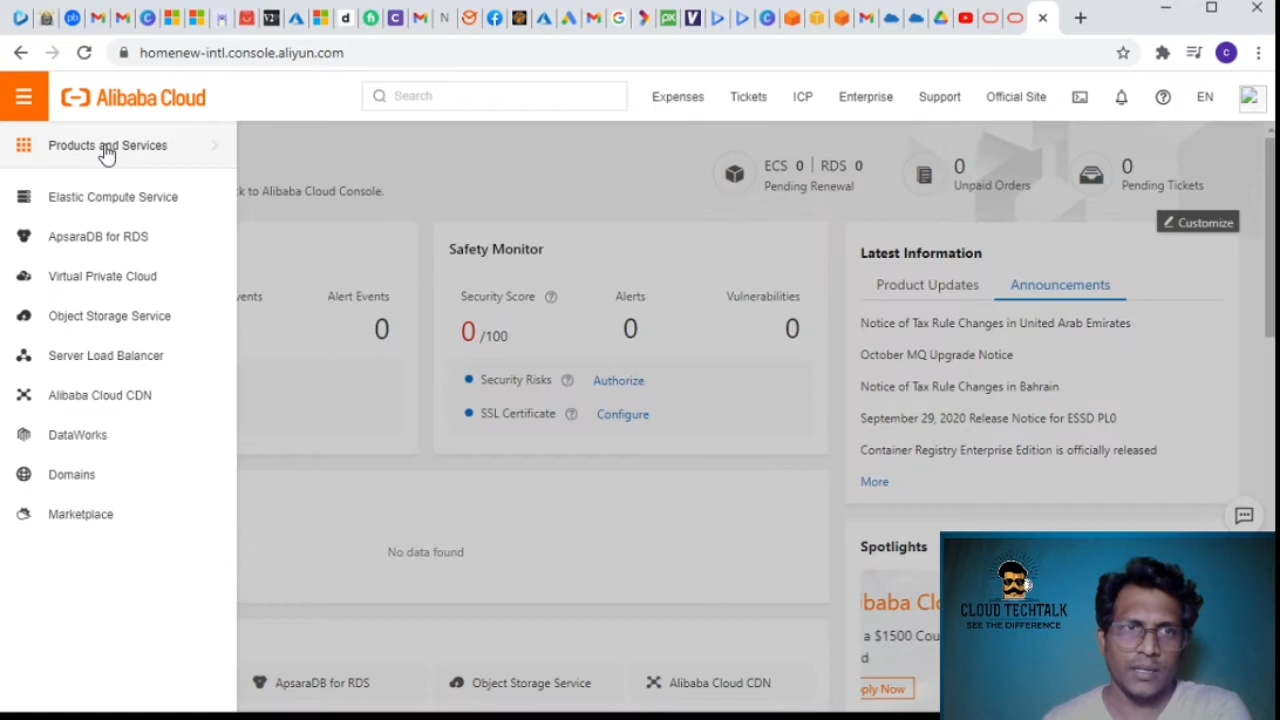 homenew-intl.console.aliyun.com
Alibaba Cloud
Search
Expenses
Tickets
ICP
Enterprise
Support
Official Site
EN
Products and Services
Elastic Compute Service
ApsaraDB for RDS
Virtual Private Cloud
Object Storage Service
Server Load Balancer
Alibaba Cloud CDN
DataWorks
Domains
Marketplace
k to Alibaba Cloud Console.
ECS 0 | RDS 0
Pending Renewal
0
Unpaid Orders
0
Pending Tickets
Customize
vents
Alert Events
0
Safety Monitor
Security Score
Alerts
Vulnerabilities
0 /100
0
0
Security Risks
Authorize
SSL Certificate
Configure
No data found
ApsaraDB for RDS
Object Storage Service
Alibaba Cloud CDN
Latest Information
Product Updates
Announcements
Notice of Tax Rule Changes in United Arab Emirates
October MQ Upgrade Notice
Notice of Tax Rule Changes in Bahrain
September 29, 2020 Release Notice for ESSD PL0
Container Registry Enterprise Edition is officially released
More
Spotlights
ibaba Clo
a $1500 Cou
d
pply Now
CLOUD TECHTALK
SEE THE DIFFERENCE